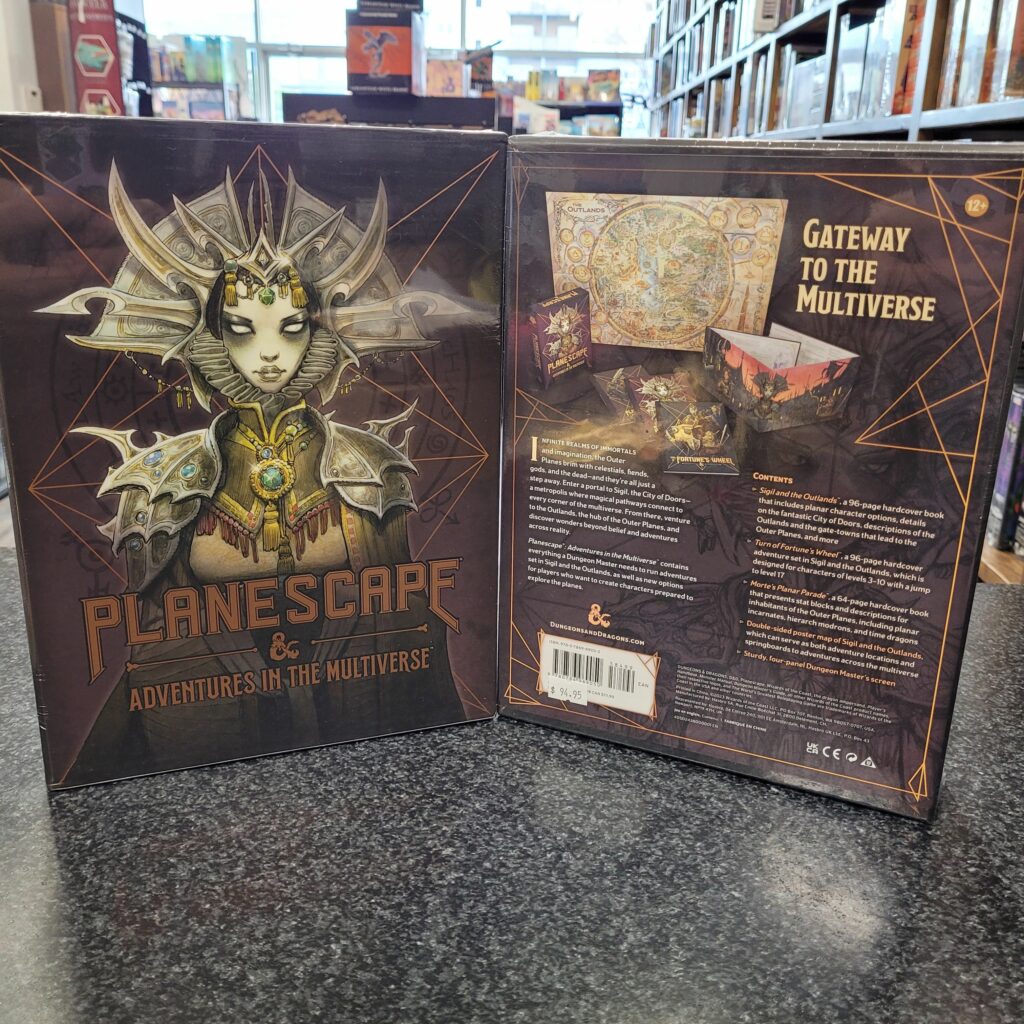 PLANESCAPE
&
ADVENTURES IN THE MULTIVERSE
12+
GATEWAY
TO THE
MULTIVERSE
THE
OUTLANDS
PLANESCAPE
FORTUNE'S WHEEL
INFINITE REALMS OF IMMORTALS
and imagination, the Outer
Planes brim with celestials, fiends,
gods, and the dead—and they're all just a
step away. Enter a portal to Sigil, the City of Doors—
a metropolis where magical pathways connect to
every corner of the multiverse. From there, venture
to the Outlands, the hub of the Outer Planes, and
discover wonders beyond belief and adventures
across reality.
Planescape™: Adventures in the Multiverse™ contains
everything a Dungeon Master needs to run adventures
set in Sigil and the Outlands, as well as new options
for players who want to create characters prepared to
explore the planes.
&
DUNGEONSANDDRAGONS.COM
CONTENTS
Sigil and the Outlands™, a 96-page hardcover book
that includes planar character options, details
on the fantastic City of Doors, descriptions of the
Outlands and the gate-towns that lead to the
Outer Planes, and more
Turn of Fortune's Wheel™, a 96-page hardcover
adventure set in Sigil and the Outlands, which is
designed for characters of levels 3–10 with a jump
to level 17
Morte's Planar Parade™, a 64-page hardcover book
that presents stat blocks and descriptions for
inhabitants of the Outer Planes, including planar
incarnates, hierarch modrons, and time dragons
Double-sided poster map of Sigil and the Outlands,
which can serve as both adventure locations and
springboards to adventures across the multiverse
Sturdy, four-panel Dungeon Master's screen
$ 94.95
CAN
UK
CA CE